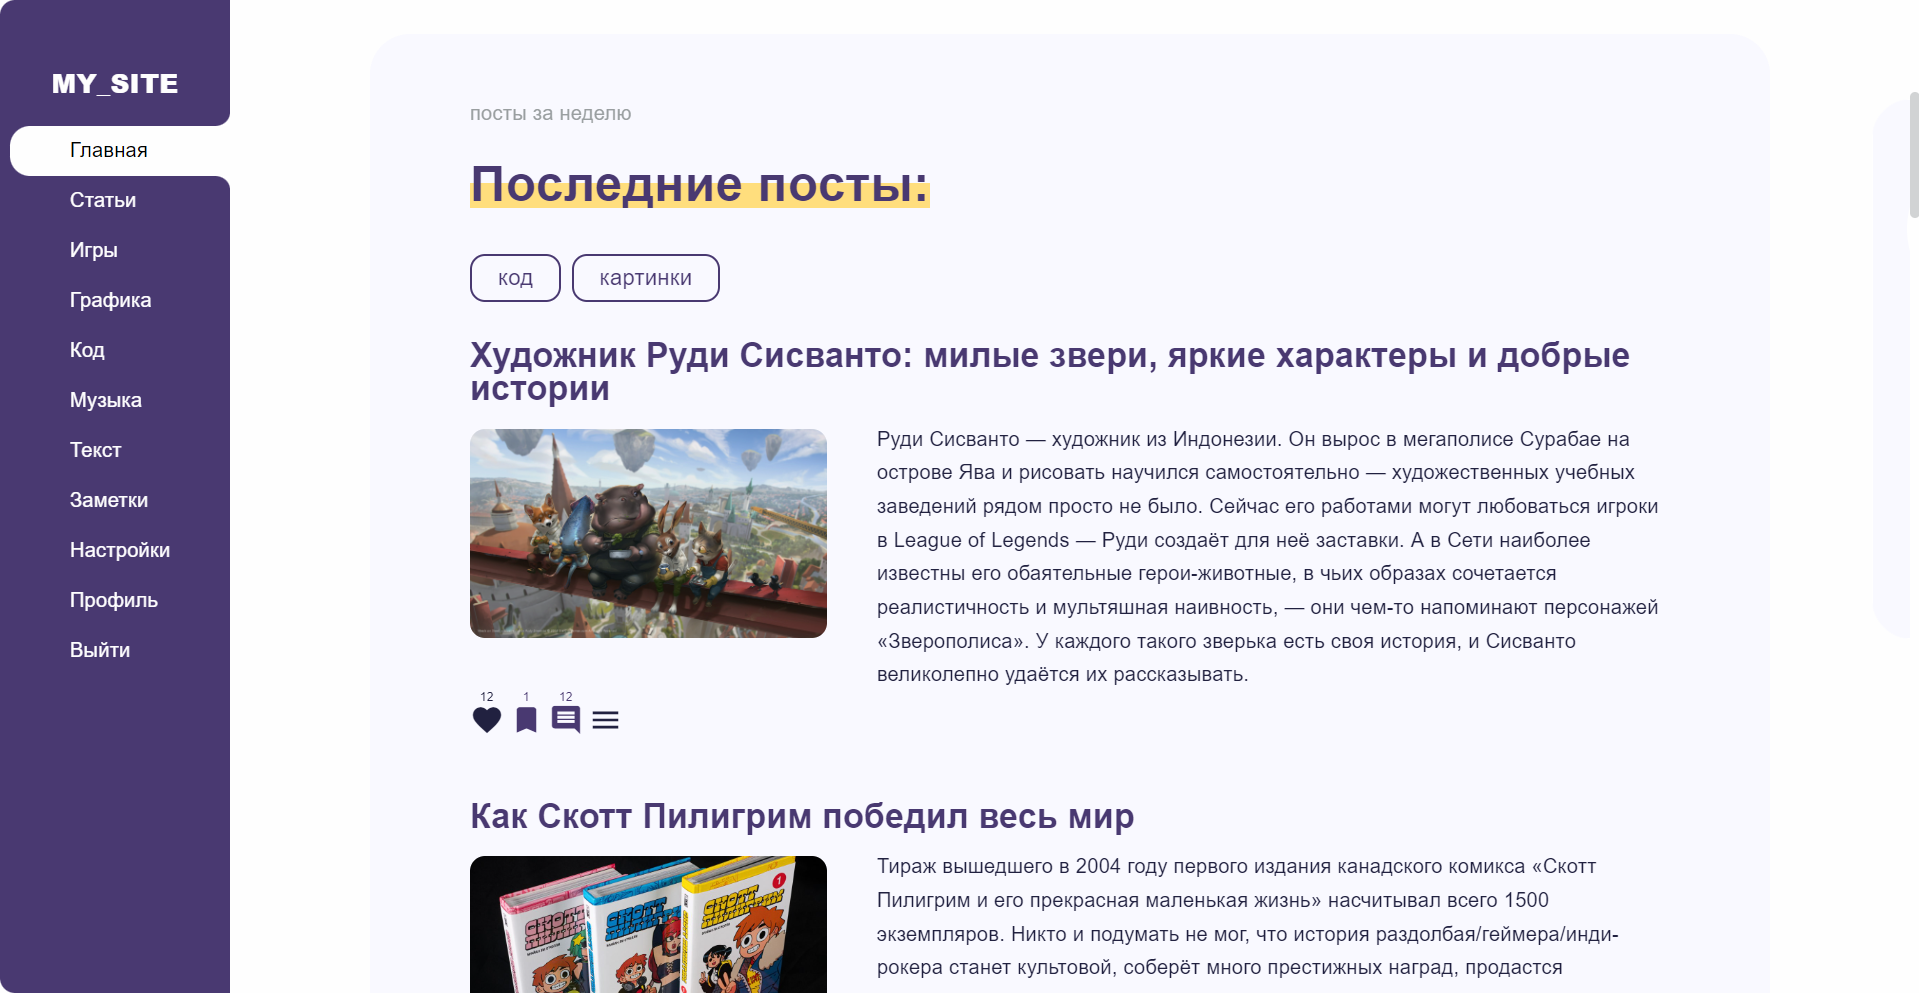 MY_SITE
Главная
Статьи
Игры
Графика
Код
Музыка
Текст
Заметки
Настройки
Профиль
Выйти
посты за неделю
Последние посты:
код
картинки
Художник Руди Сисванто: милые звери, яркие характеры и добрые
истории
Руди Сисванто — художник из Индонезии. Он вырос в мегаполисе Сурабае на
острове Ява и рисовать научился самостоятельно — художественных учебных
заведений рядом просто не было. Сейчас его работами могут любоваться игроки
в League of Legends — Руди создаёт для неё заставки. А в Сети наиболее
известны его обаятельные герои-животные, в чьих образах сочетается
реалистичность и мультяшная наивность, — они чем-то напоминают персонажей
«Зверополиса». У каждого такого зверька есть своя история, и Сисванто
великолепно удаётся их рассказывать.
12
1
12
Как Скотт Пилигрим победил весь мир
СКОТТ
ПИЛИГРИМ
СКОТТ
ПИЛИГРИМ
СКОТТ
ПИЛИГРИМ
1
Тираж вышедшего в 2004 году первого издания канадского комикса «Скотт
Пилигрим и его прекрасная маленькая жизнь» насчитывал всего 1500
экземпляров. Никто и подумать не мог, что история раздолбая/геймера/инди-
рокера станет культовой, соберёт много престижных наград, продастся